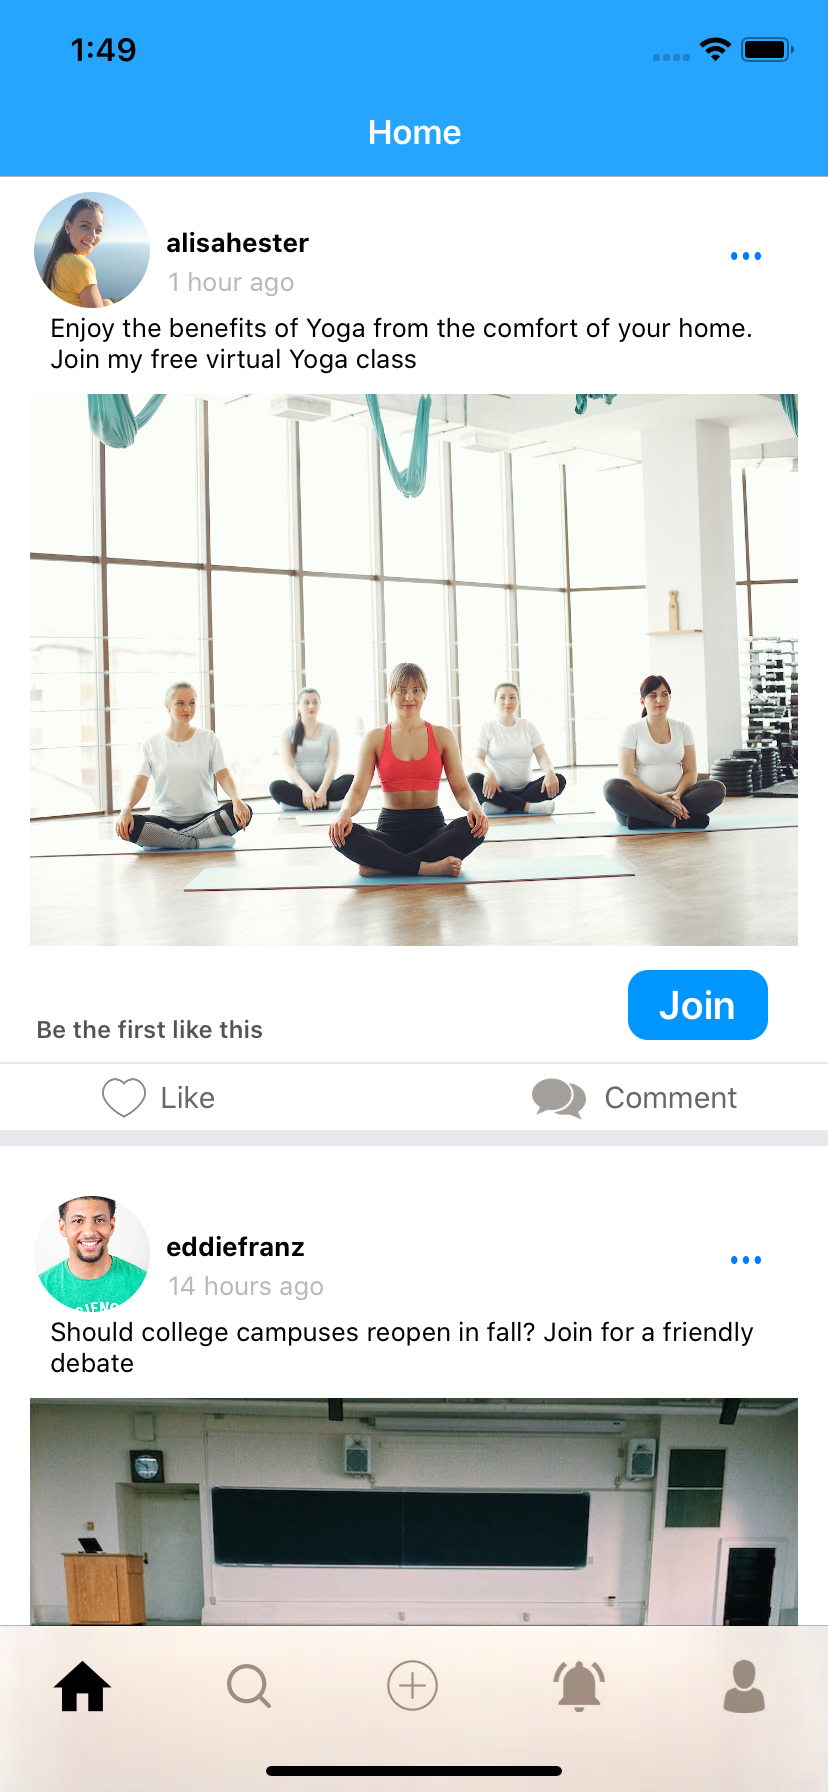 1:49
Home
alisahester
1 hour ago
Enjoy the benefits of Yoga from the comfort of your home.
Join my free virtual Yoga class
Join
Be the first like this
Like
Comment
eddiefranz
14 hours ago
Should college campuses reopen in fall? Join for a friendly
debate